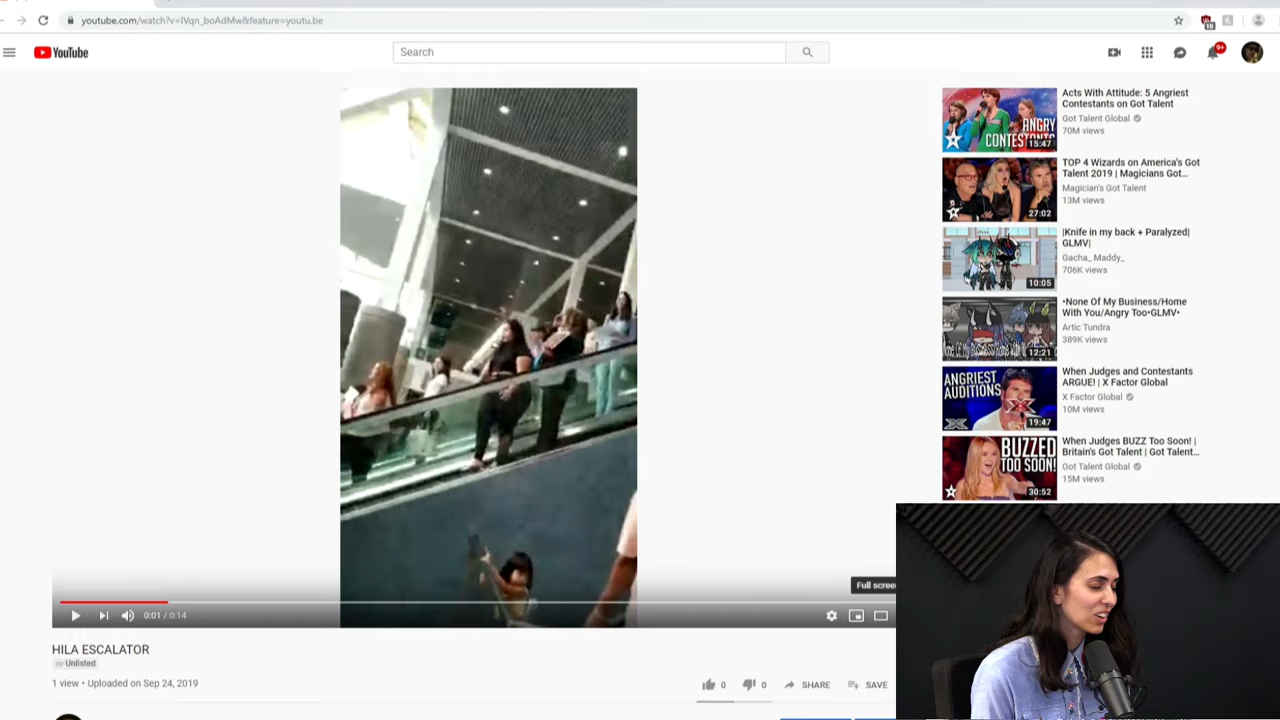 youtube.com/watch?v=IVqn_boAdMw&feature=youtu.be
10
YouTube
Search
9+
HILA ESCALATOR
Unlisted
1 view • Uploaded on Sep 24, 2019
0:01 / 0:14
Full screen
0
0
SHARE
SAVE
ANGRY
CONTES
15:47
Acts With Attitude: 5 Angriest
Contestants on Got Talent
Got Talent Global
70M views
27:02
TOP 4 Wizards on America's Got
Talent 2019 | Magicians Got...
Magician's Got Talent
13M views
10:05
|Knife in my back + Paralyzed|
GLMV|
Gacha_ Maddy_
706K views
12:21
•None Of My Business/Home
With You/Angry Too•GLMV•
Artic Tundra
389K views
ANGRIEST
AUDITIONS
X
19:47
When Judges and Contestants
ARGUE! | X Factor Global
X Factor Global
10M views
BUZZED
TOO SOON!
30:52
When Judges BUZZ Too Soon! |
Britain's Got Talent | Got Talent...
Got Talent Global
15M views